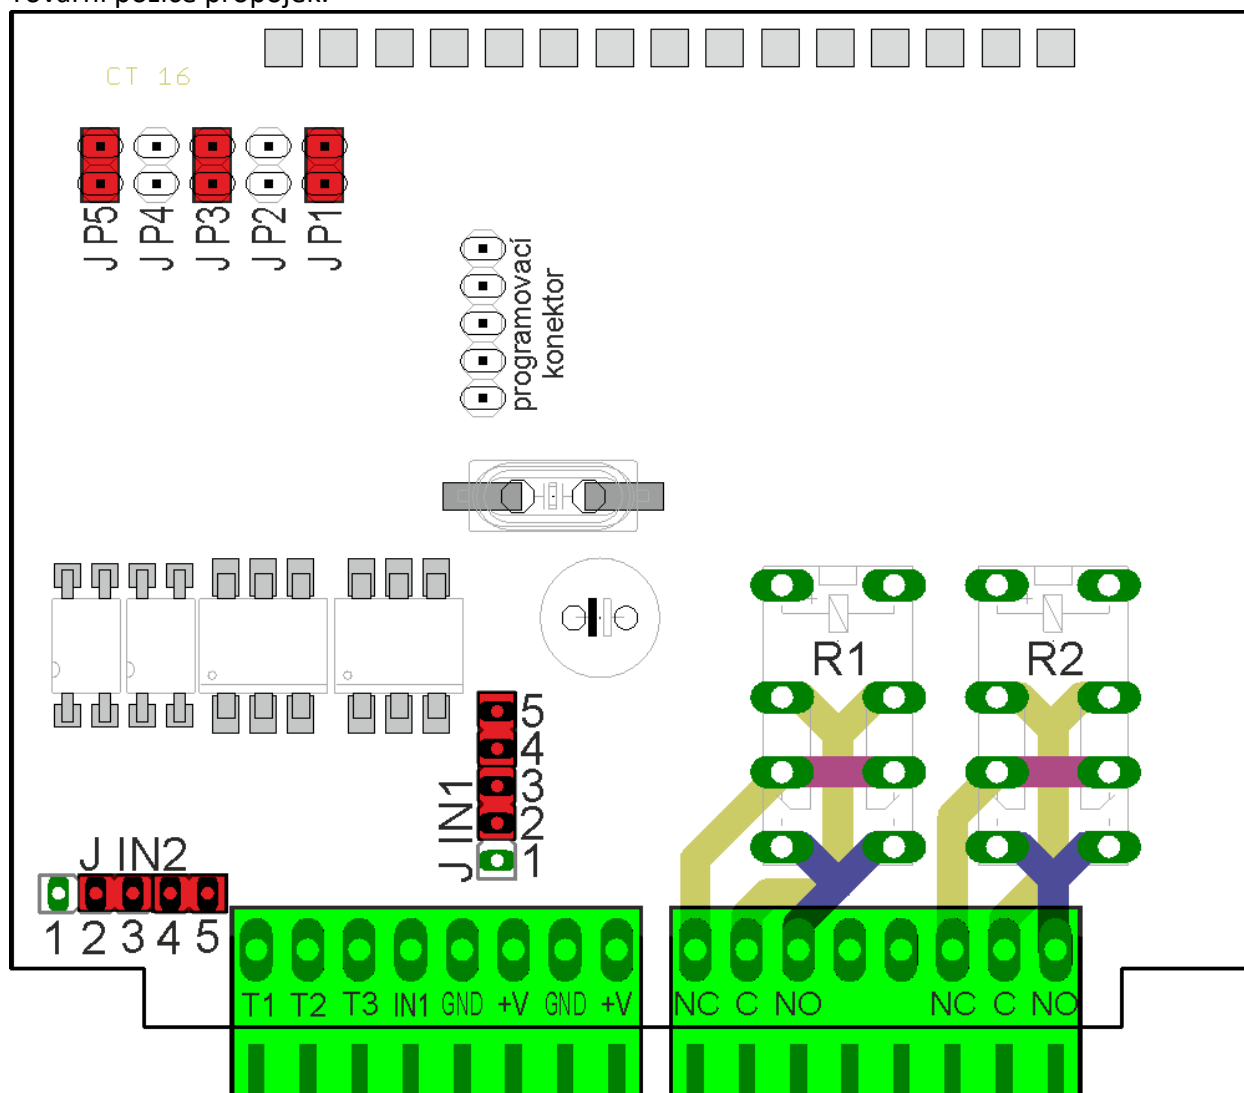 Tovární pozice propojek:
CT 16
JP5 JP4 JP3 JP2 JP1
programovací
konektor
R1 R2
J IN1
5
4
3
2
1
J IN2
1 2 3 4 5
T1 T2 T3 IN1 GND +V GND +V
NC C NO NC C NO